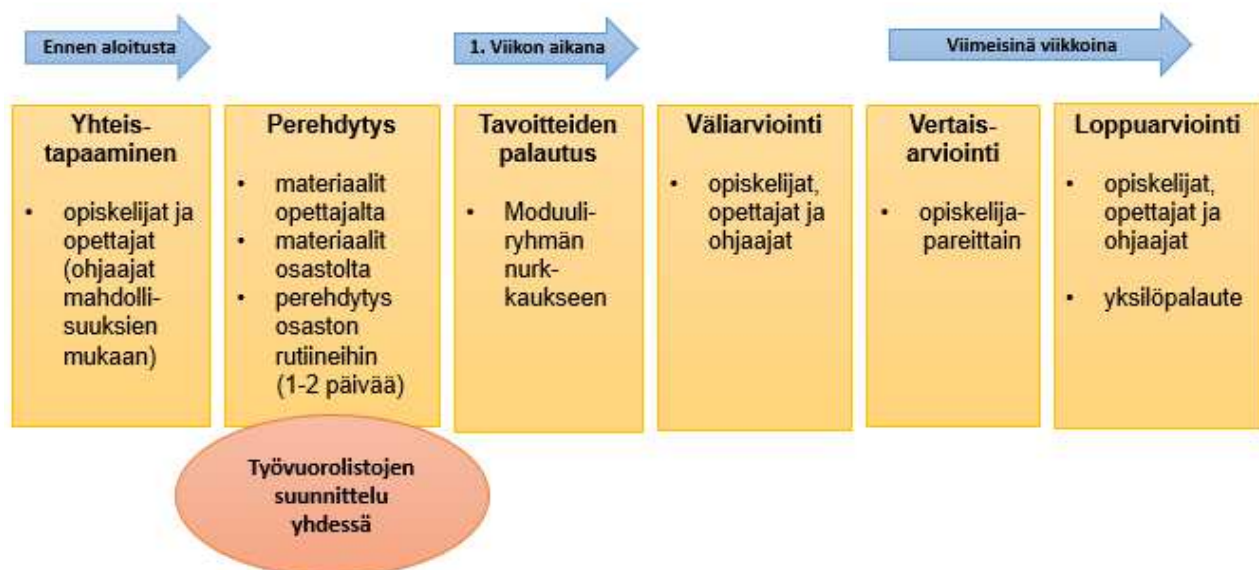 Ennen aloitusta
1. Viikon aikana
Viimeisinä viikkoina
Yhteis-
tapaaminen
• opiskelijat ja
opettajat
(ohjaajat
mahdolli-
suuksien
mukaan)
Perehdytys
• materiaalit
opettajalta
• materiaalit
osastolta
• perehdytys
osaston
rutiineihin
(1-2 päivää)
Työvuorolistojen
suunnittelu
yhdessä
Tavoitteiden
palautus
• Moduuli-
ryhmän
nurk-
kaukseen
Väliarviointi
• opiskelijat,
opettajat ja
ohjaajat
Vertais-
arviointi
• opiskelija-
pareittain
Loppuarviointi
• opiskelijat,
opettajat ja
ohjaajat
• yksilöpalaute